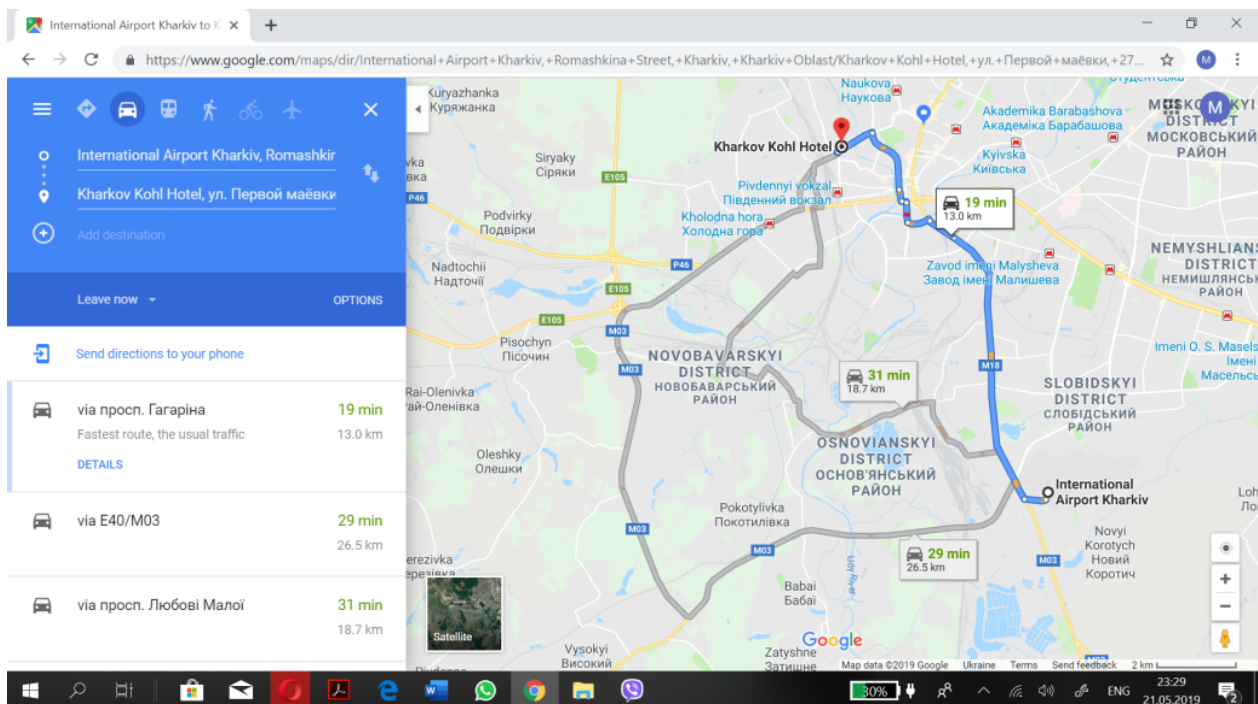 International Airport Kharkiv to K
https://www.google.com/maps/dir/International+Airport+Kharkiv,+Romashkina+Street,+Kharkiv,+Kharkiv+Oblast/Kharkov+Kohl+Hotel,+ул.+Первой+маёвки,+27...
M
International Airport Kharkiv, Romashkir
Kharkov Kohl Hotel, ул. Первой маёвки
Add destination
Leave now
OPTIONS
Send directions to your phone
via просп. Гагаріна
19 min
Fastest route, the usual traffic
13.0 km
DETAILS
via E40/M03
29 min
26.5 km
via просп. Любові Малої
31 min
18.7 km
Kuryazhanka
Куряжанка
Naukova
Наукова
Akademika Barabashova
Академіка Барабашова
M
DISTRICT
МОСКОВСЬКИЙ
РАЙОН
Kharkov Kohl Hotel
Kyivska
Київська
Siryaky
Сіряки
E105
P46
Pivdennyi vokzal
Південний вокзал
19 min
13.0 km
Podvirky
Подвірки
Kholodna hora
Холодна гора
NEMYSHLIANS
DISTRICT
НЕМИШЛЯНСЬК
РАЙОН
Nadtochii
Надточії
P46
Zavod imeni Malysheva
Завод імені Малишева
E105
E105
M03
Pisochyn
Пісочин
Imeni O. S. Masels
Імені
Масельсь
M03
NOVOBAVARSKYI
DISTRICT
НОВОБАВАРСЬКИЙ
РАЙОН
31 min
18.7 km
M18
SLOBIDSKYI
DISTRICT
СЛОБІДСЬКИЙ
РАЙОН
Rai-Olenivka
ай-Оленівка
Oleshky
Олешки
OSNOVIANSKYI
DISTRICT
ОСНОВ'ЯНСЬКИЙ
РАЙОН
International
Airport Kharkiv
Pokotylivka
Покотилівка
M03
M03
29 min
26.5 km
Novyi
Korotych
Новий
Коротич
M03
Udy River
Babai
Бабаї
Satellite
Vysokyi
Високий
Zatyshne
Затишне
Google
Map data ©2019 Google
Ukraine
Terms
Send feedback
2 km
30%
ENG
23:29
21.05.2019
2